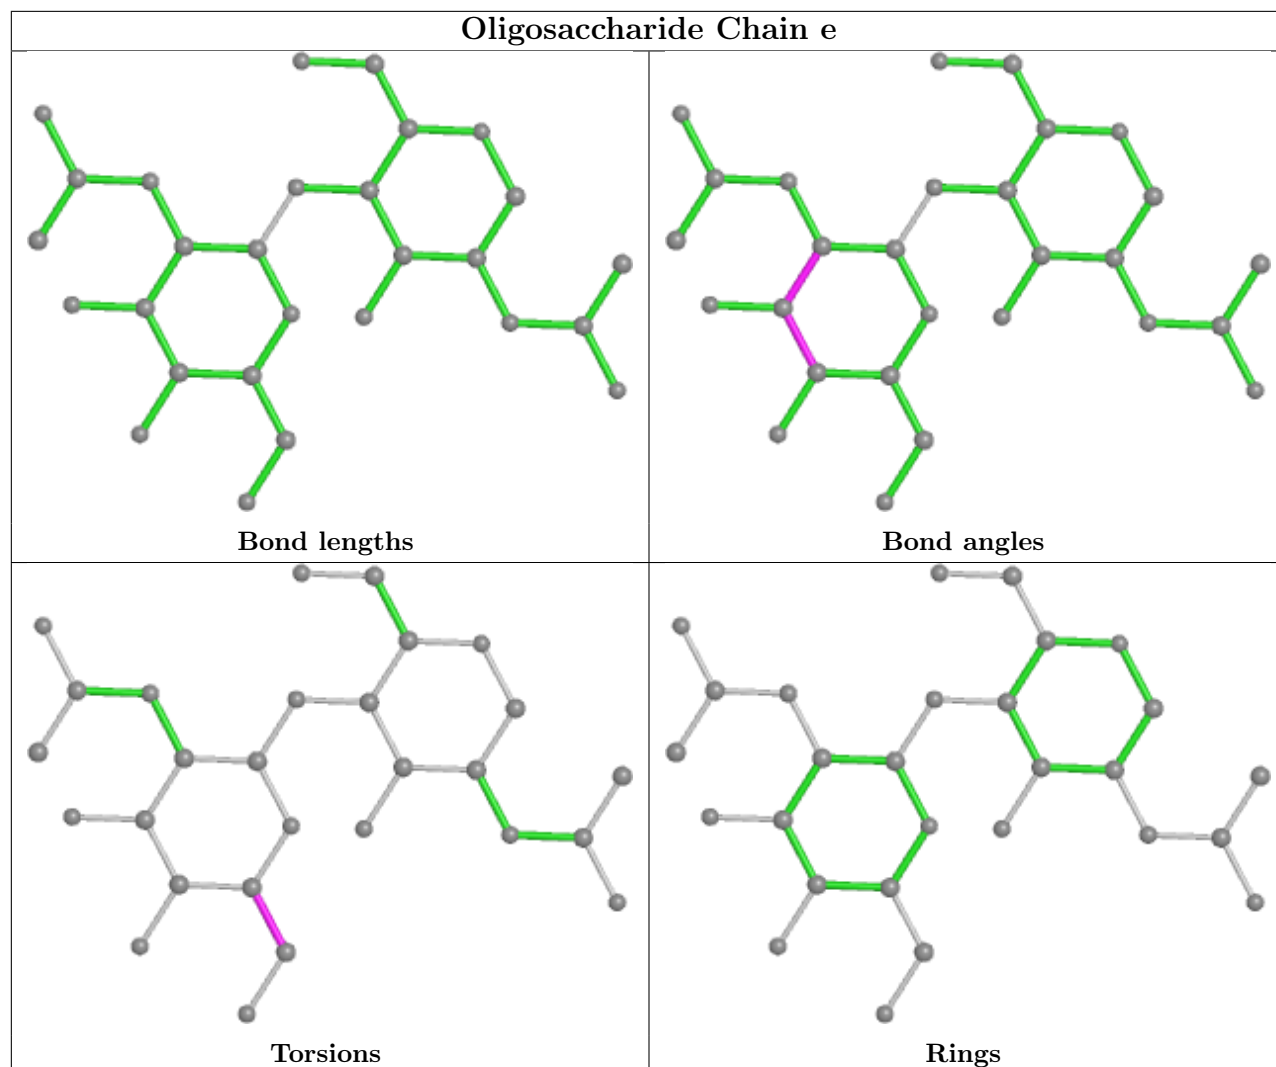 Oligosaccharide Chain e
Bond lengths
Bond angles
Torsions
Rings